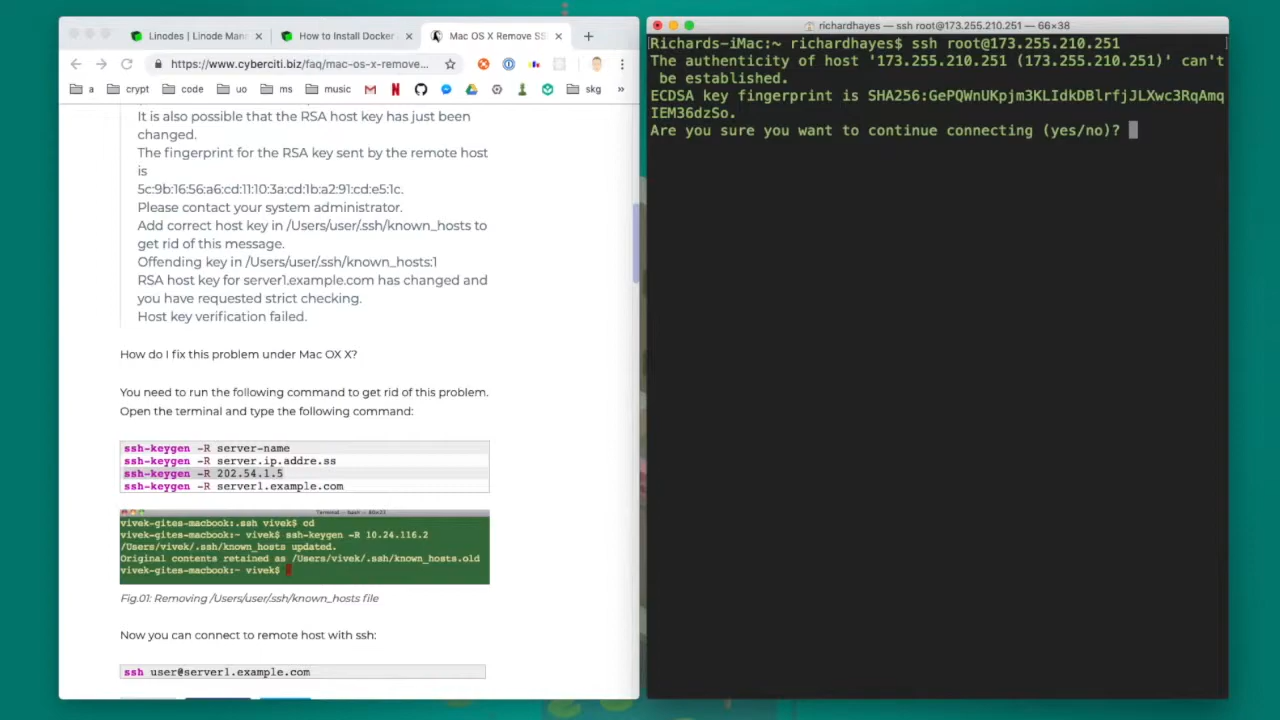 Linodes | Linode Man
How to Install Docker
Mac OS X Remove SS
https://www.cyberciti.biz/faq/mac-os-x-remove...
a
crypt
code
uo
ms
music
skg
»
It is also possible that the RSA host key has just been
changed.
The fingerprint for the RSA key sent by the remote host
is
5c:9b:16:56:a6:cd:11:10:3a:cd:1b:a2:91:cd:e5:1c.
Please contact your system administrator.
Add correct host key in /Users/user/.ssh/known_hosts to
get rid of this message.
Offending key in /Users/user/.ssh/known_hosts:1
RSA host key for server1.example.com has changed and
you have requested strict checking.
Host key verification failed.
How do I fix this problem under Mac OX X?
You need to run the following command to get rid of this problem.
Open the terminal and type the following command:
ssh-keygen -R server-name
ssh-keygen -R server.ip.addre.ss
ssh-keygen -R 202.54.1.5
ssh-keygen -R server1.example.com
vivek-gites-macbook:.ssh vivek$ cd
vivek-gites-macbook:~ vivek$ ssh-keygen -R 10.24.116.2
/Users/vivek/.ssh/known_hosts updated.
Original contents retained as /Users/vivek/.ssh/known_hosts.old
vivek-gites-macbook:~ vivek$
Fig.01: Removing /Users/user/.ssh/known_hosts file
Now you can connect to remote host with ssh:
ssh user@server1.example.com
richardhayes — ssh root@173.255.210.251 — 66×38
Richards-iMac:~ richardhayes$ ssh root@173.255.210.251
The authenticity of host '173.255.210.251 (173.255.210.251)' can't
be established.
ECDSA key fingerprint is SHA256:GePQWnUKpjm3KLIdkDBlrfjJLXwc3RqAmq
IEM36dzSo.
Are you sure you want to continue connecting (yes/no)?